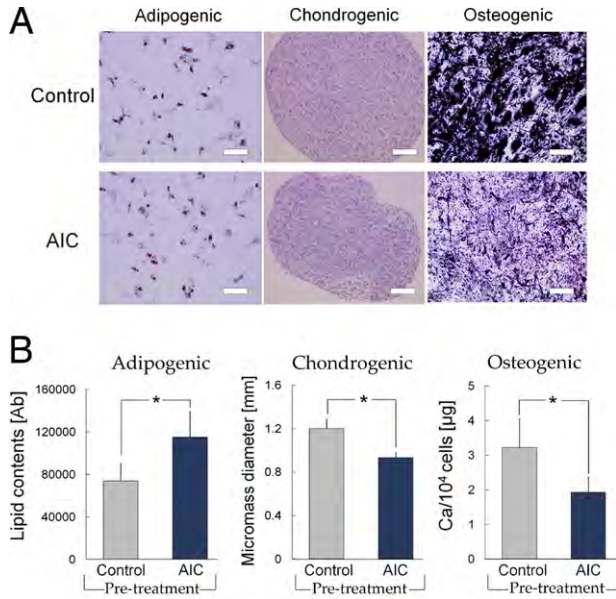 A
Adipogenic Chondrogenic Osteogenic
Control
AIC
B
Adipogenic Chondrogenic Osteogenic
Lipid contents [Ab]
160000
120000
80000
40000
0
Control AIC
Pre-treatment
Micromass diameter [mm]
1.6
1.2
0.8
0.4
0
*
Control AIC
Pre-treatment
Ca/10⁴ cells [µg]
6
5
4
3
2
1
0
*
Control AIC
Pre-treatment
*